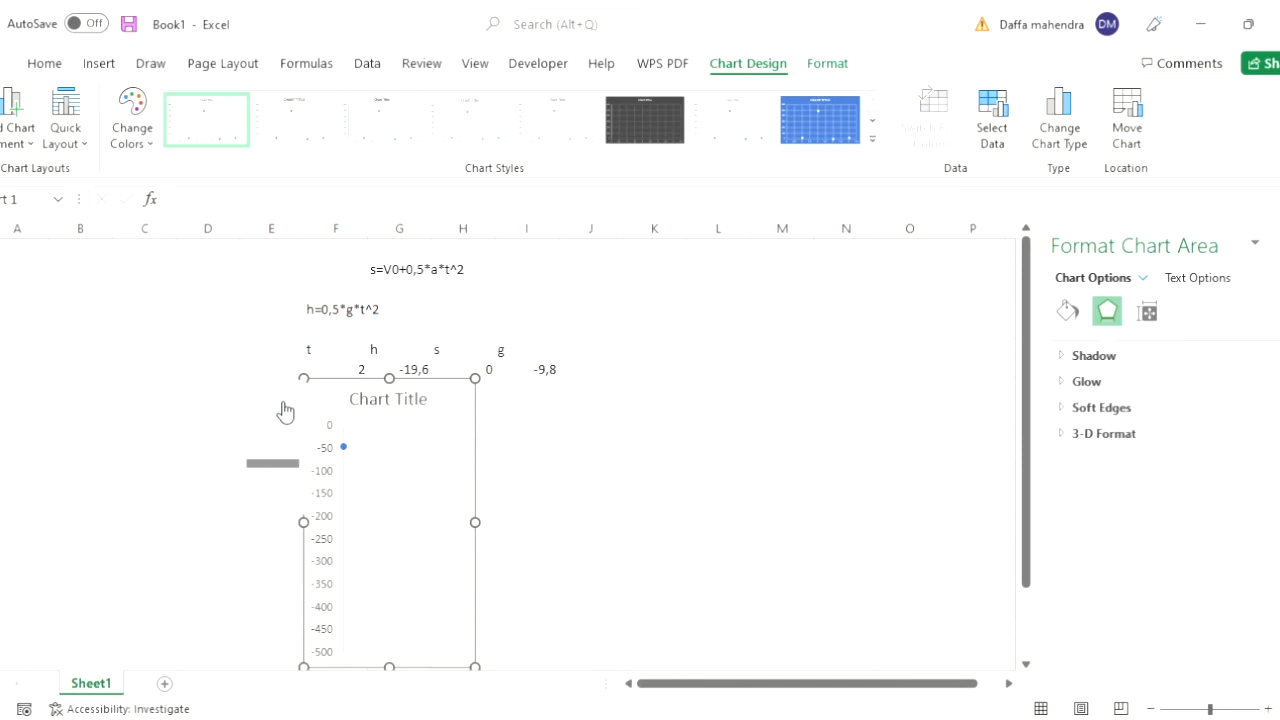 AutoSave Off Book1 - Excel Search (Alt+Q) Daffa mahendra DM
Home Insert Draw Page Layout Formulas Data Review View Developer Help WPS PDF Chart Design Format Comments Sh
d Chart Quick Change Select Change Move
ment Layout Colors Data Chart Type Chart
Chart Layouts Chart Styles Data Type Location
rt 1 fx
A B C D E F G H I J K L M N O P
Format Chart Area
s=V0+0,5*a*t^2
Chart Options Text Options
h=0,5*g*t^2
t h s g
Shadow
2 -19,6 0 -9,8
Glow
Chart Title
Soft Edges
0
3-D Format
-50
-100
-150
-200
-250
-300
-350
-400
-450
-500
Sheet1
Accessibility: Investigate